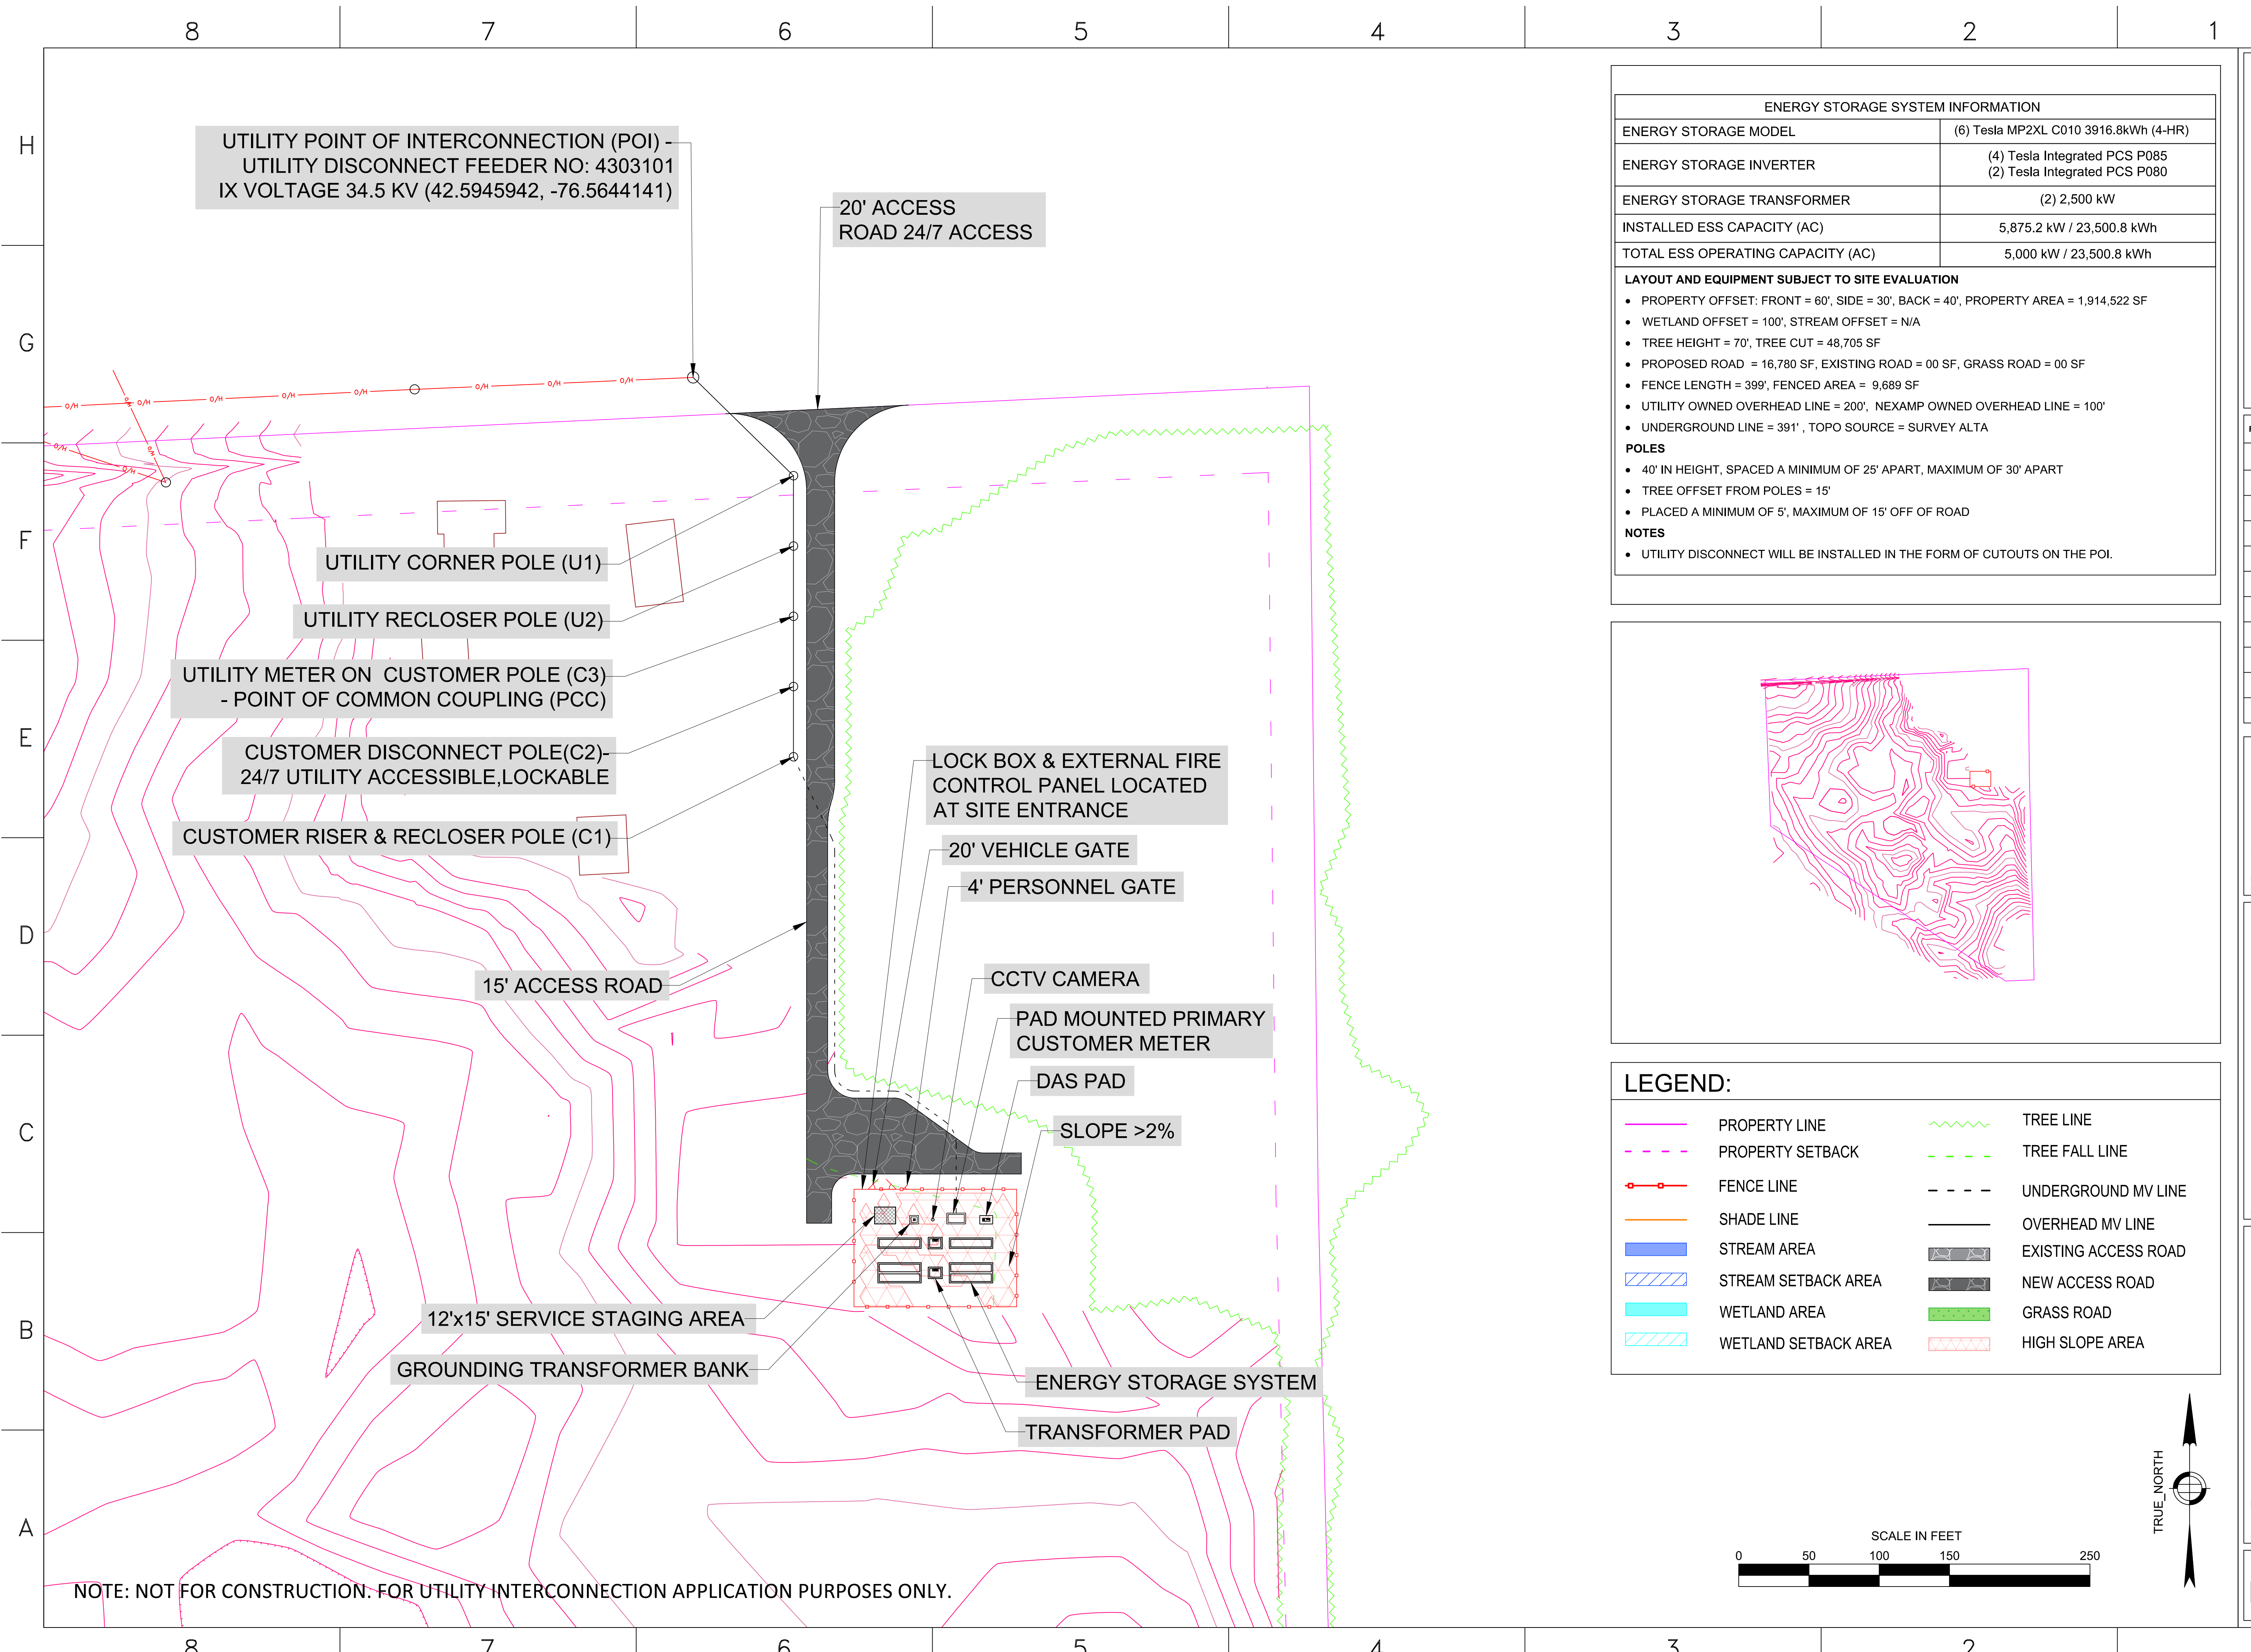 8 7 6 5 4 3 2 1
H
G
F
E
D
C
B
A
UTILITY POINT OF INTERCONNECTION (POI) -
UTILITY DISCONNECT FEEDER NO: 4303101
IX VOLTAGE 34.5 KV (42.5945942, -76.5644141)
20' ACCESS
ROAD 24/7 ACCESS
O/H O/H O/H O/H O/H O/H O/H O/H
O/H O/H
O/H O/H
UTILITY CORNER POLE (U1)
UTILITY RECLOSER POLE (U2)
UTILITY METER ON CUSTOMER POLE (C3)
- POINT OF COMMON COUPLING (PCC)
CUSTOMER DISCONNECT POLE(C2)-
24/7 UTILITY ACCESSIBLE,LOCKABLE
CUSTOMER RISER & RECLOSER POLE (C1)
LOCK BOX & EXTERNAL FIRE
CONTROL PANEL LOCATED
AT SITE ENTRANCE
20' VEHICLE GATE
4' PERSONNEL GATE
15' ACCESS ROAD
CCTV CAMERA
PAD MOUNTED PRIMARY
CUSTOMER METER
DAS PAD
SLOPE >2%
12'x15' SERVICE STAGING AREA
GROUNDING TRANSFORMER BANK
ENERGY STORAGE SYSTEM
TRANSFORMER PAD
NOTE: NOT FOR CONSTRUCTION. FOR UTILITY INTERCONNECTION APPLICATION PURPOSES ONLY.
ENERGY STORAGE SYSTEM INFORMATION
ENERGY STORAGE MODEL (6) Tesla MP2XL C010 3916.8kWh (4-HR)
ENERGY STORAGE INVERTER (4) Tesla Integrated PCS P085
(2) Tesla Integrated PCS P080
ENERGY STORAGE TRANSFORMER (2) 2,500 kW
INSTALLED ESS CAPACITY (AC) 5,875.2 kW / 23,500.8 kWh
TOTAL ESS OPERATING CAPACITY (AC) 5,000 kW / 23,500.8 kWh
LAYOUT AND EQUIPMENT SUBJECT TO SITE EVALUATION
• PROPERTY OFFSET: FRONT = 60', SIDE = 30', BACK = 40', PROPERTY AREA = 1,914,522 SF
• WETLAND OFFSET = 100', STREAM OFFSET = N/A
• TREE HEIGHT = 70', TREE CUT = 48,705 SF
• PROPOSED ROAD = 16,780 SF, EXISTING ROAD = 00 SF, GRASS ROAD = 00 SF
• FENCE LENGTH = 399', FENCED AREA = 9,689 SF
• UTILITY OWNED OVERHEAD LINE = 200', NEXAMP OWNED OVERHEAD LINE = 100'
• UNDERGROUND LINE = 391' , TOPO SOURCE = SURVEY ALTA
POLES
• 40' IN HEIGHT, SPACED A MINIMUM OF 25' APART, MAXIMUM OF 30' APART
• TREE OFFSET FROM POLES = 15'
• PLACED A MINIMUM OF 5', MAXIMUM OF 15' OFF OF ROAD
NOTES
• UTILITY DISCONNECT WILL BE INSTALLED IN THE FORM OF CUTOUTS ON THE POI.
LEGEND:
PROPERTY LINE
PROPERTY SETBACK
FENCE LINE
SHADE LINE
STREAM AREA
STREAM SETBACK AREA
WETLAND AREA
WETLAND SETBACK AREA
TREE LINE
TREE FALL LINE
UNDERGROUND MV LINE
OVERHEAD MV LINE
EXISTING ACCESS ROAD
NEW ACCESS ROAD
GRASS ROAD
HIGH SLOPE AREA
TRUE_NORTH
SCALE IN FEET
0 50 100 150 250
8 7 6 5 4 3 2